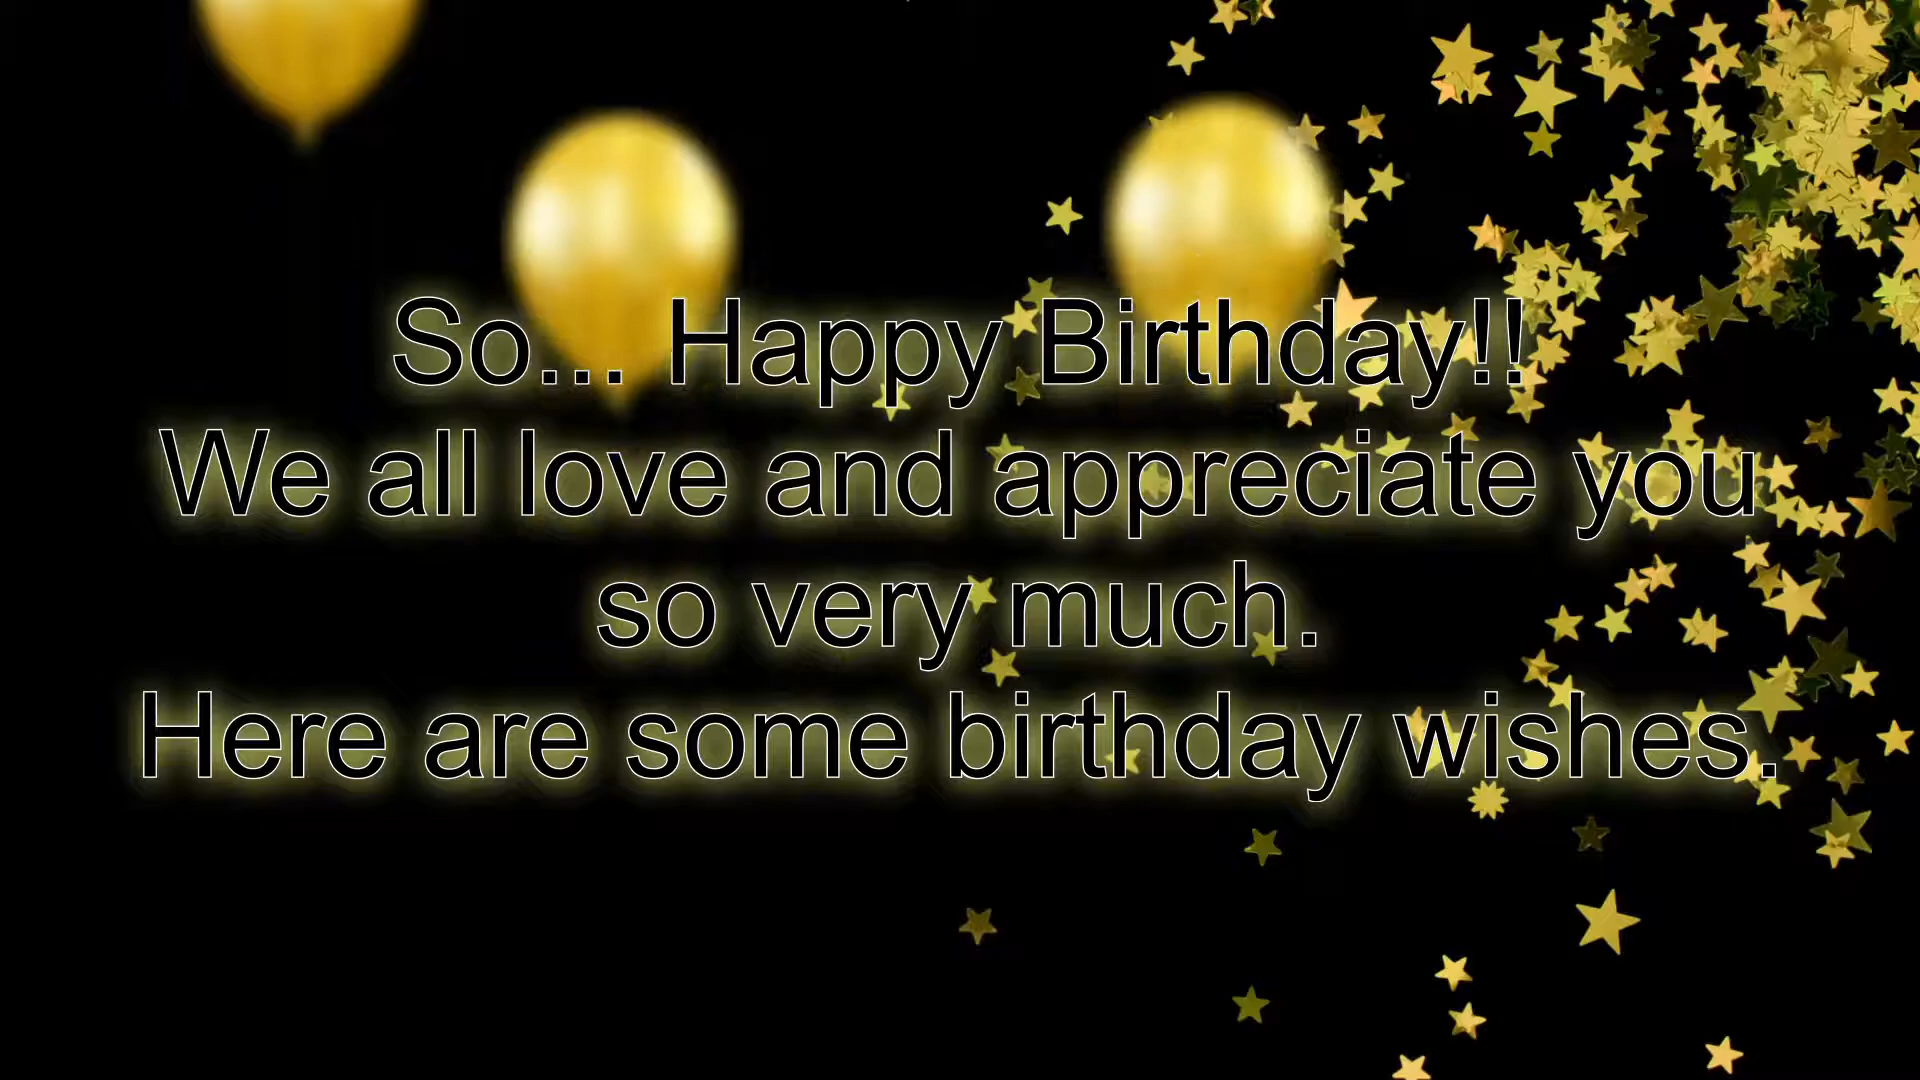 So... Happy Birthday!!
We all love and appreciate you
so very much.
Here are some birthday wishes.